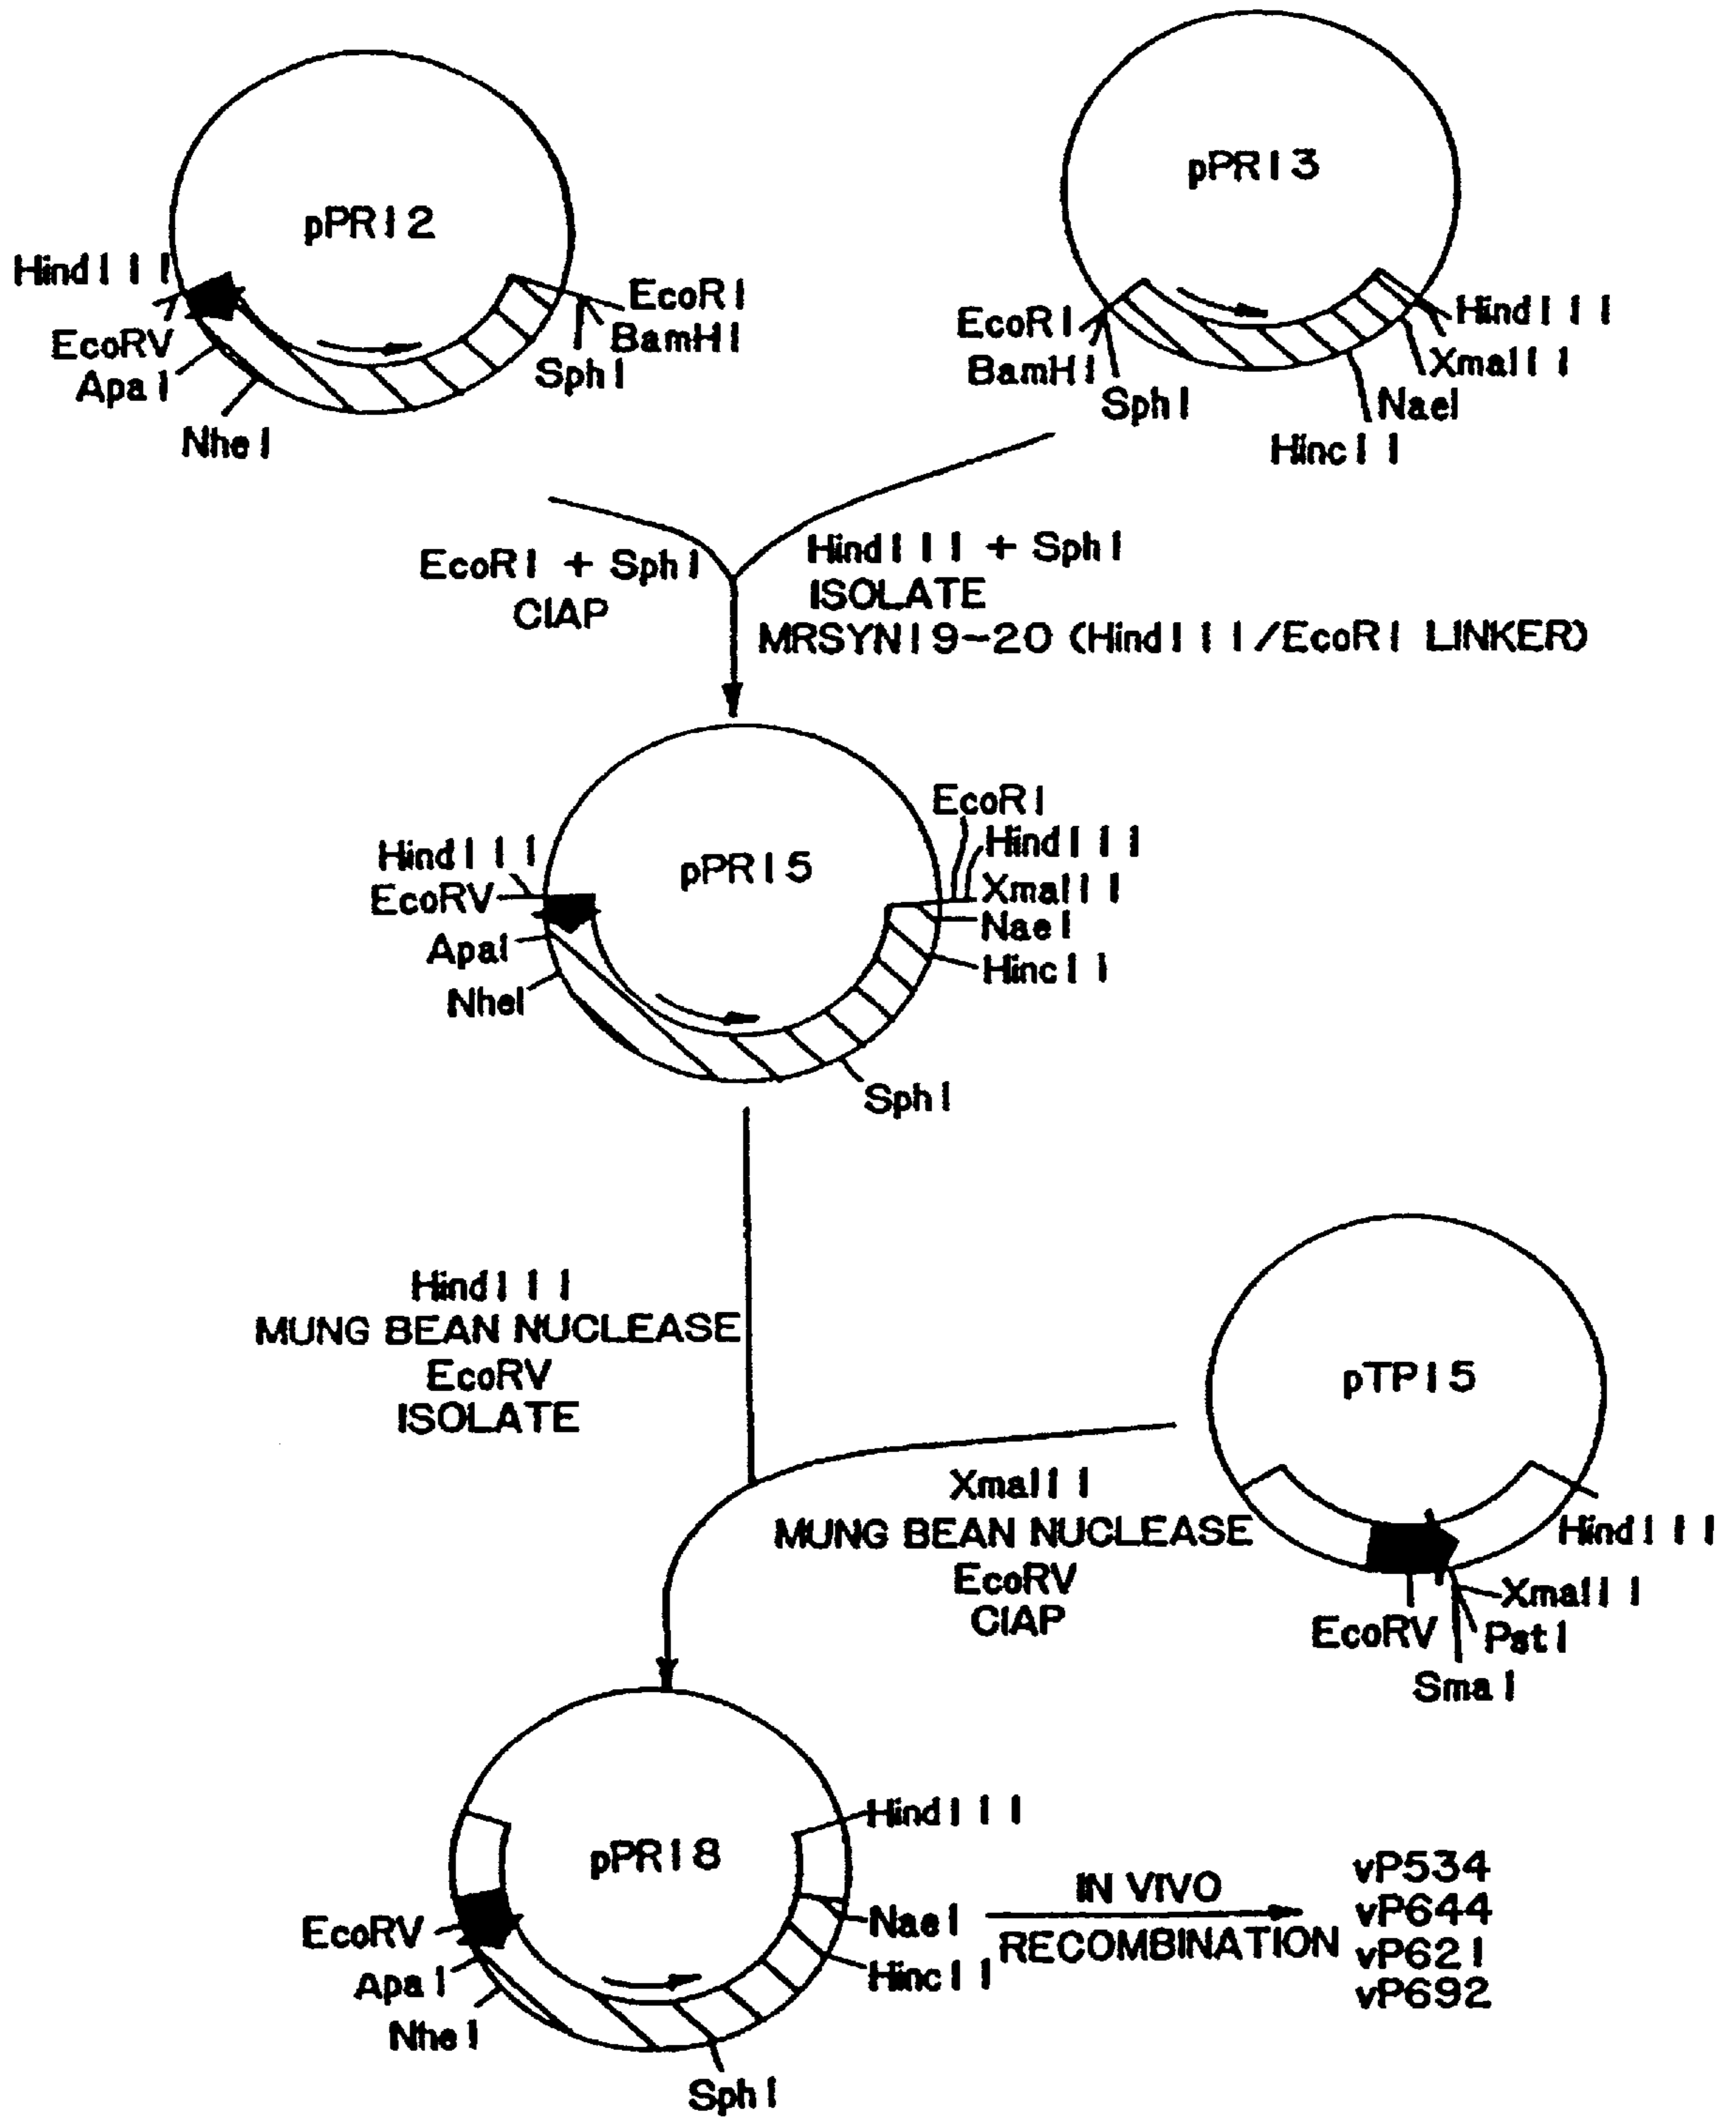 pPR12
HindIII
EcoRV
ApaI
NheI
EcoRI
BamHI
SphI
pPR13
EcoRI
BamHI
SphI
HindIII
XmaIII
NaeI
HincII
EcoRI + SphI
CIAP
HindIII + SphI
ISOLATE
MRSYN19-20 (HindIII/EcoRI LINKER)
pPR15
HindIII
EcoRV
ApaI
NheI
EcoRI
HindIII
XmaIII
NaeI
HincII
SphI
HindIII
MUNG BEAN NUCLEASE
EcoRV
ISOLATE
pTP15
HindIII
XmaIII
PstI
EcoRV
SmaI
XmaIII
MUNG BEAN NUCLEASE
EcoRV
CIAP
pPR18
HindIII
EcoRV
ApaI
NheI
NaeI
HincII
SphI
IN VIVO
RECOMBINATION
vP534
vP644
vP621
vP692